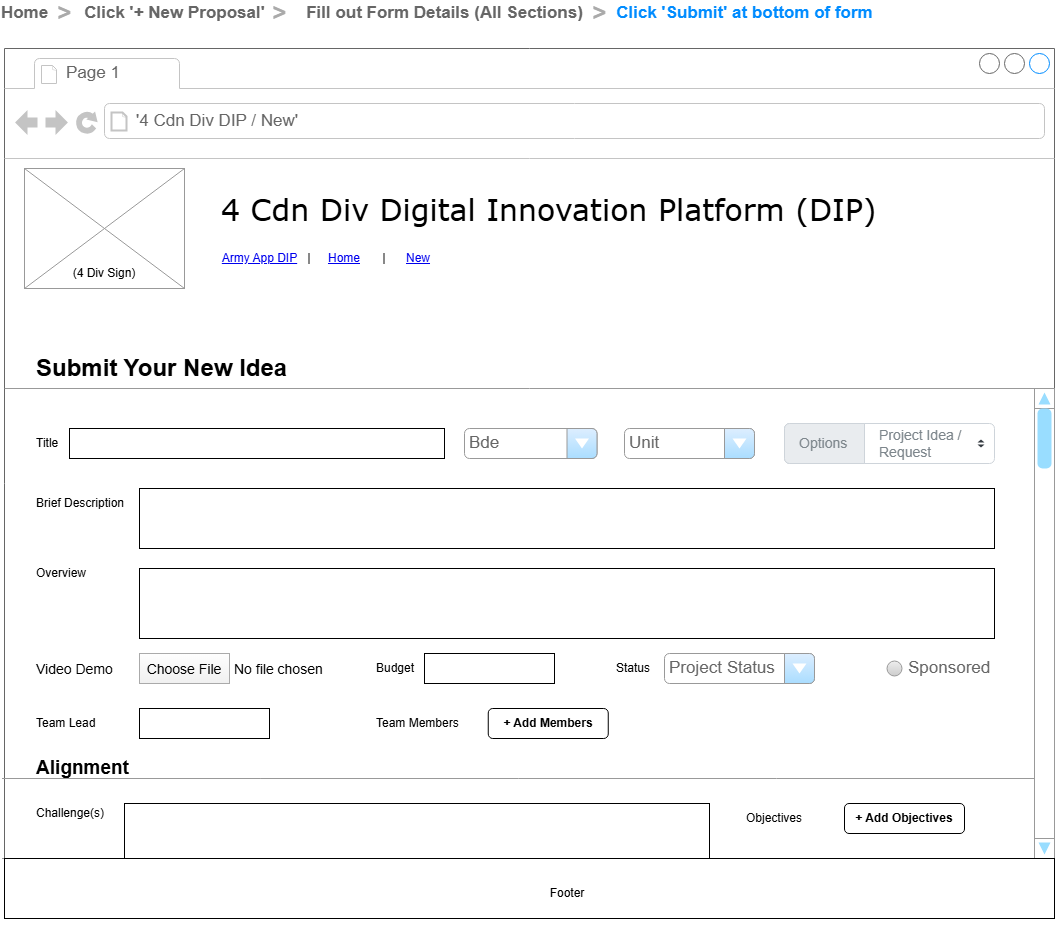 Home > Click '+ New Proposal' > Fill out Form Details (All Sections) > Click 'Submit' at bottom of form
Page 1
'4 Cdn Div DIP / New'
(4 Div Sign)
4 Cdn Div Digital Innovation Platform (DIP)
Army App DIP | Home | New
Submit Your New Idea
Title Bde Unit Options Project Idea /
Request
Brief Description
Overview
Video Demo Choose File No file chosen Budget Status Project Status Sponsored
Team Lead Team Members + Add Members
Alignment
Challenge(s) Objectives + Add Objectives
Footer